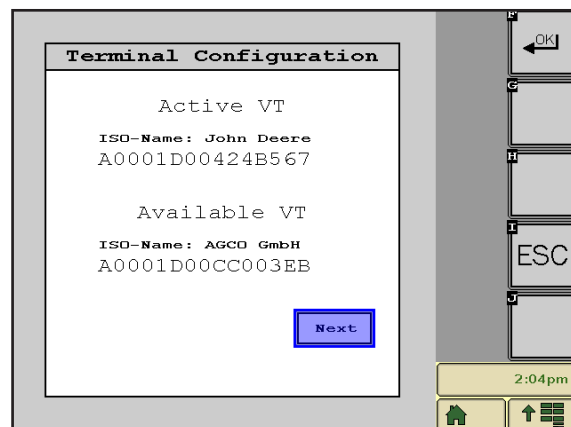 Terminal Configuration
Active VT
ISO-Name: John Deere
A0001D00424B567
Available VT
ISO-Name: AGCO GmbH
A0001D00CC003EB
Next
F
OK
G
H
I
ESC
J
2:04pm